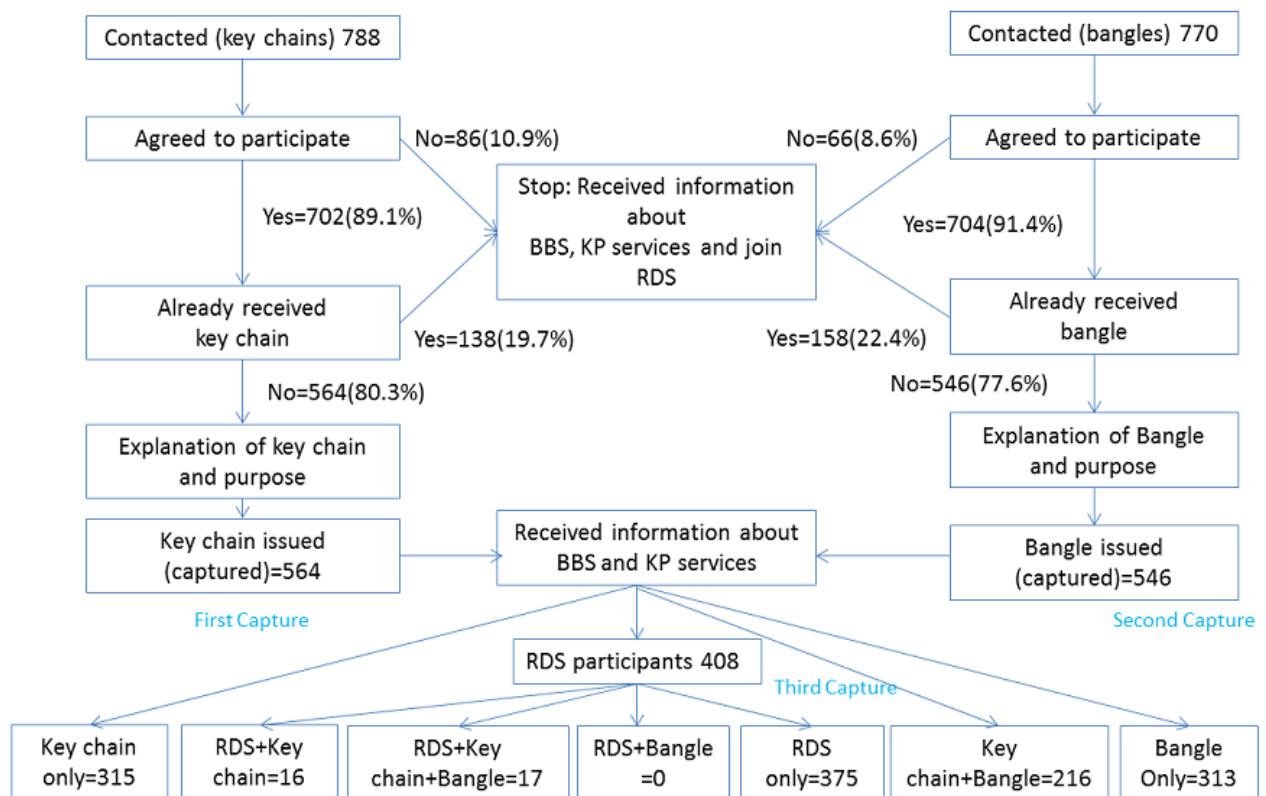 Contacted (key chains) 788
Contacted (bangles) 770
Agreed to participate
No=86(10.9%)
No=66(8.6%)
Agreed to participate
Stop: Received information
about
BBS, KP services and join
RDS
Yes=702(89.1%)
Yes=704(91.4%)
Already received
key chain
Already received
bangle
Yes=138(19.7%)
Yes=158(22.4%)
No=564(80.3%)
No=546(77.6%)
Explanation of key chain
and purpose
Explanation of Bangle
and purpose
Key chain issued
(captured)=564
Received information about
BBS and KP services
Bangle issued
(captured)=546
First Capture
Second Capture
RDS participants 408
Third Capture
Key chain
only=315
RDS+Key
chain=16
RDS+Key
chain+Bangle=17
RDS+Bangle
=0
RDS
only=375
Key
chain+Bangle=216
Bangle
Only=313